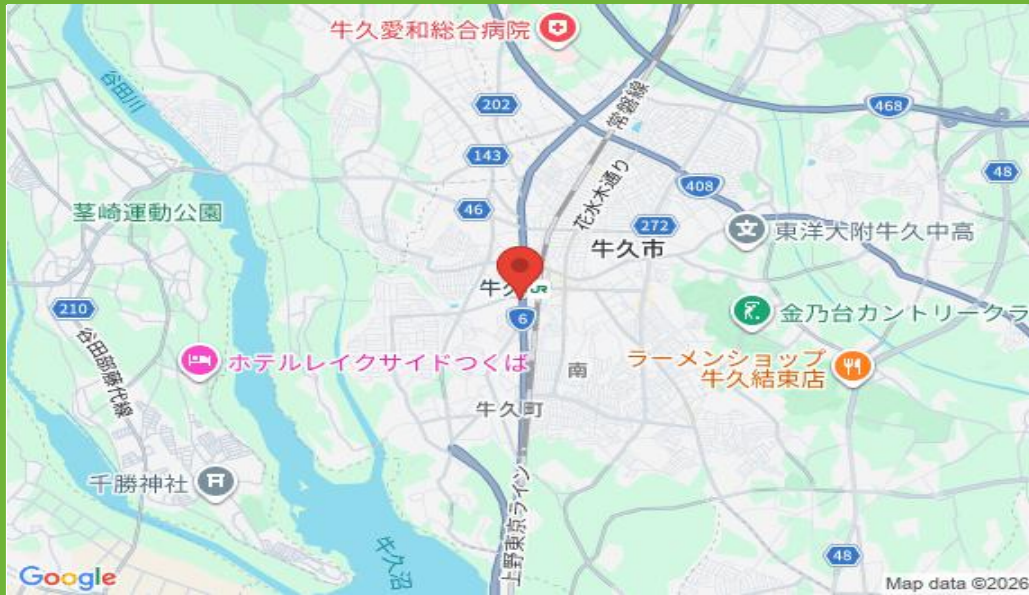 牛久愛和総合病院
谷田川
202
常磐線
468
143
408
48
花水木通り
茎崎運動公園
46
272
東洋大附牛久中高
牛久市
牛久
JR
6
210
谷田部藤代線
金乃台カントリークラ
ホテルレイクサイドつくば
ラーメンショップ
牛久結束店
南
牛久町
千勝神社
上野東京ライン
牛久沼
48
Google
Map data ©2026